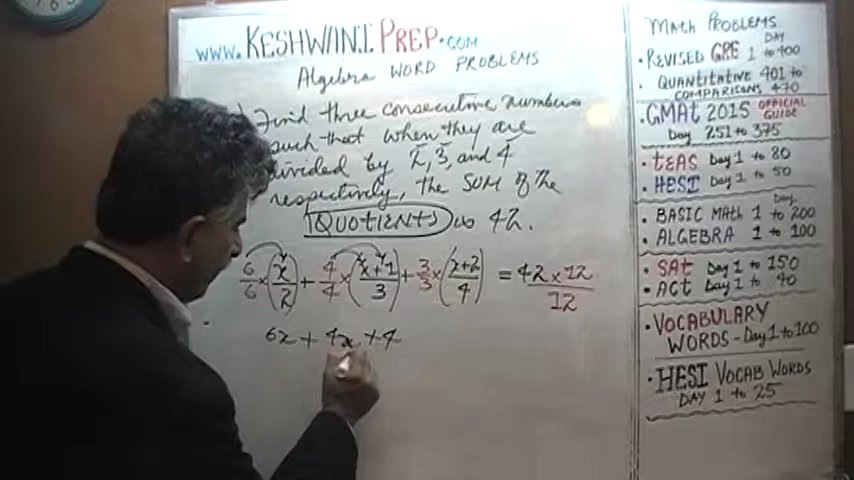 www.KESHWANI PREP.COM
Algebra WORD PROBLEMS
Find three consecutive numbers
such that when they are
divided by 2, 3, and 4
respectively, the SUM of the
QUOTIENTS is 42.
6/6 × (x/2) + 4/4 × (x+1/3) + 3/3 × (x+2/4) = 42 × 12/12
6x + 4x + 4
MATH PROBLEMS
DAY
• REVISED GRE 1 to 400
• QUANTITATIVE 401 to
COMPARISONS 470
• GMAT 2015 OFFICIAL GUIDE
Day 251 to 375
• TEAS Day 1 to 80
• HESI Day 1 to 50
Day
• BASIC MATH 1 to 200
• ALGEBRA 1 to 100
• SAT Day 1 to 150
• ACT Day 1 to 40
• VOCABULARY
WORDS - Day 1 to 100
• HESI VOCAB WORDS
DAY 1 to 25